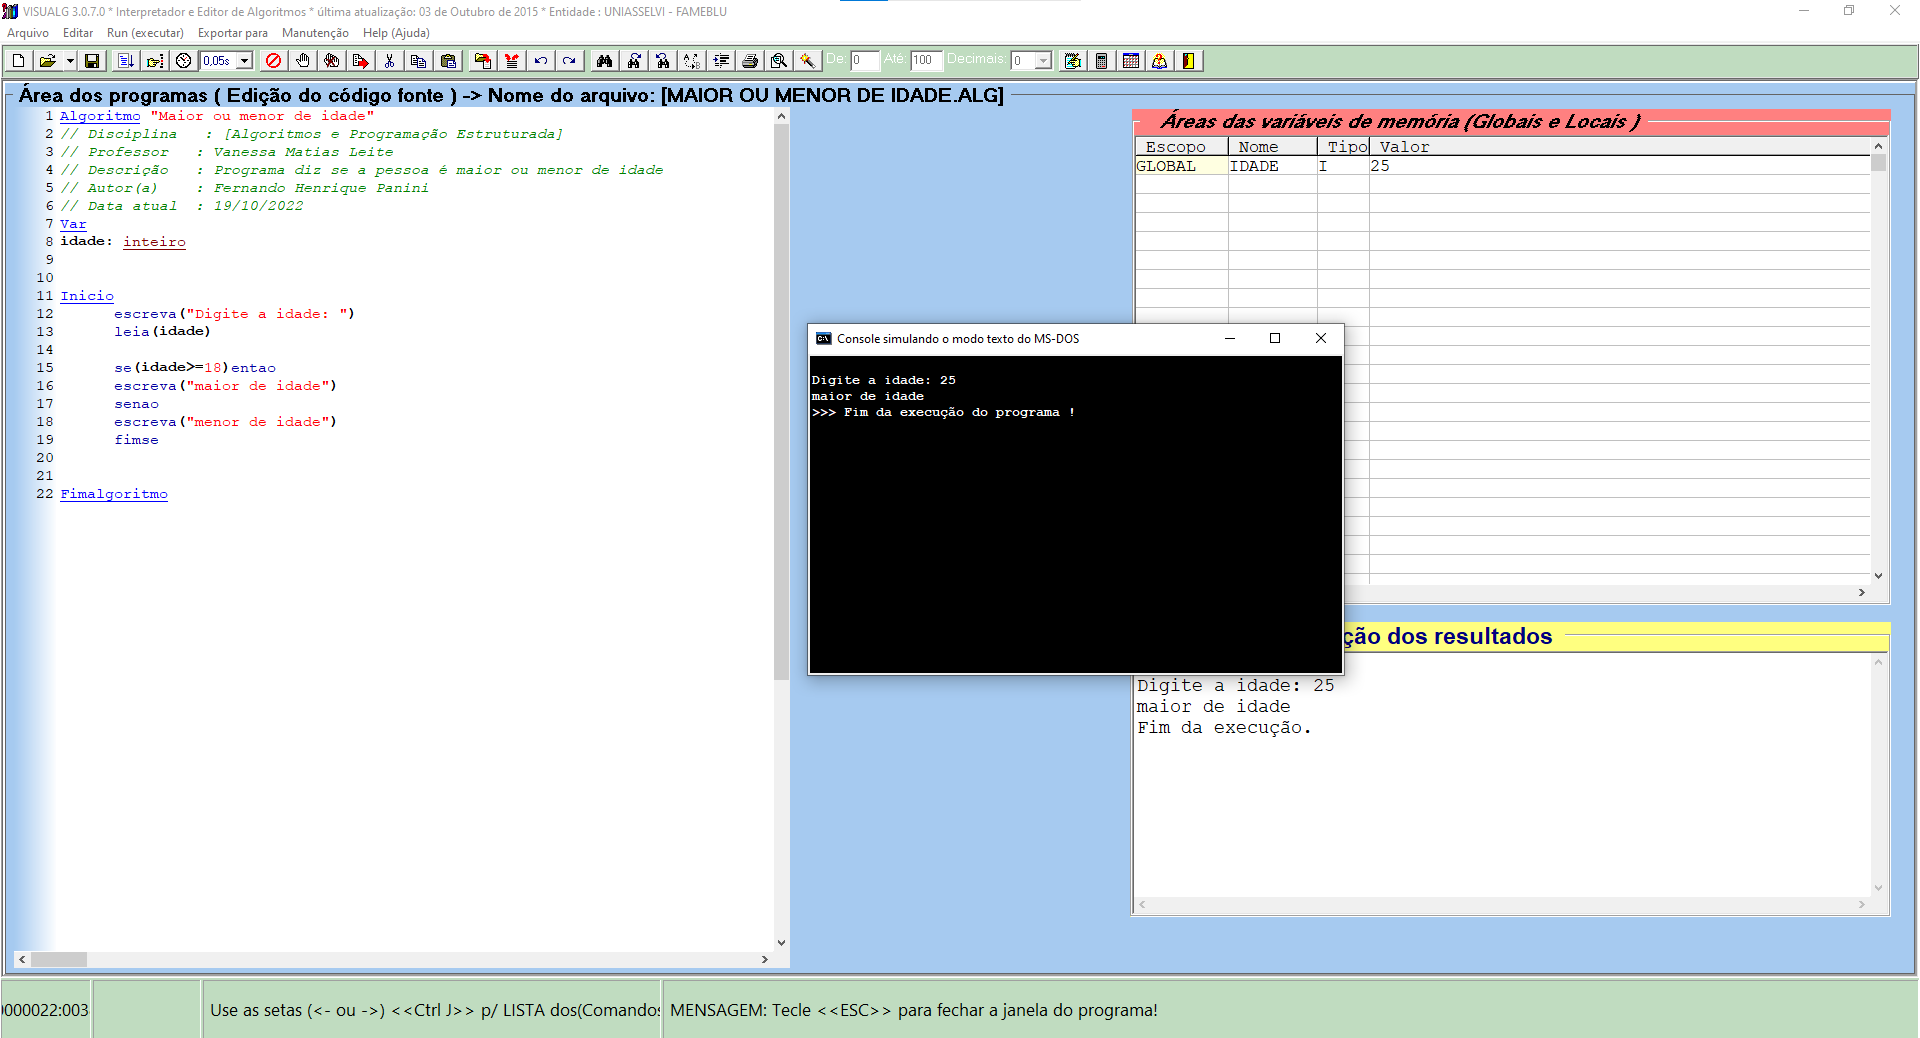 VISUALG 3.0.7.0 * Interpretador e Editor de Algoritmos * última atualização: 03 de Outubro de 2015 * Entidade : UNIASSELVI - FAMEBLU
Arquivo Editar Run (executar) Exportar para Manutenção Help (Ajuda)
0,05s De: 0 Até: 100 Decimais: 0
Área dos programas ( Edição do código fonte ) -> Nome do arquivo: [MAIOR OU MENOR DE IDADE.ALG]
1 Algoritmo "Maior ou menor de idade"
2 // Disciplina   : [Algoritmos e Programação Estruturada]
3 // Professor   : Vanessa Matias Leite
4 // Descrição   : Programa diz se a pessoa é maior ou menor de idade
5 // Autor(a)    : Fernando Henrique Panini
6 // Data atual  : 19/10/2022
7 Var
8 idade: inteiro
9
10
11 Inicio
12 escreva("Digite a idade: ")
13 leia(idade)
14
15 se(idade>=18)entao
16 escreva("maior de idade")
17 senao
18 escreva("menor de idade")
19 fimse
20
21
22 Fimalgoritmo
Áreas das variáveis de memória (Globais e Locais )
Escopo Nome Tipo Valor
GLOBAL IDADE I 25
Console simulando o modo texto do MS-DOS
Digite a idade: 25
maior de idade
>>> Fim da execução do programa !
ção dos resultados
Digite a idade: 25
maior de idade
Fim da execução.
000022:003 Use as setas (<- ou ->) <<Ctrl J>> p/ LISTA dos(Comandos MENSAGEM: Tecle <<ESC>> para fechar a janela do programa!